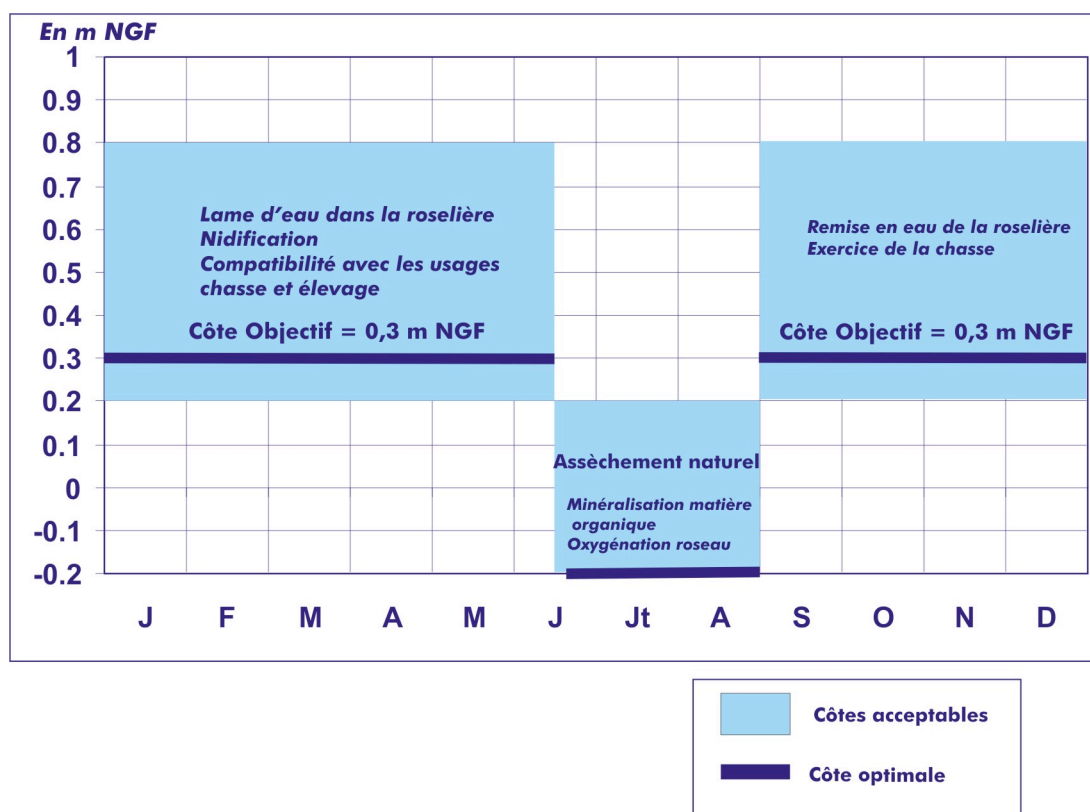 En m NGF
1
0.9
0.8
0.7
0.6
0.5
0.4
0.3
0.2
0.1
0
-0.1
-0.2
Lame d'eau dans la roselière
Nidification
Compatibilité avec les usages
chasse et élevage
Côte Objectif = 0,3 m NGF
Assèchement naturel
Minéralisation matière
organique
Oxygénation roseau
Remise en eau de la roselière
Exercice de la chasse
Côte Objectif = 0,3 m NGF
J F M A M J Jt A S O N D
Côtes acceptables
Côte optimale